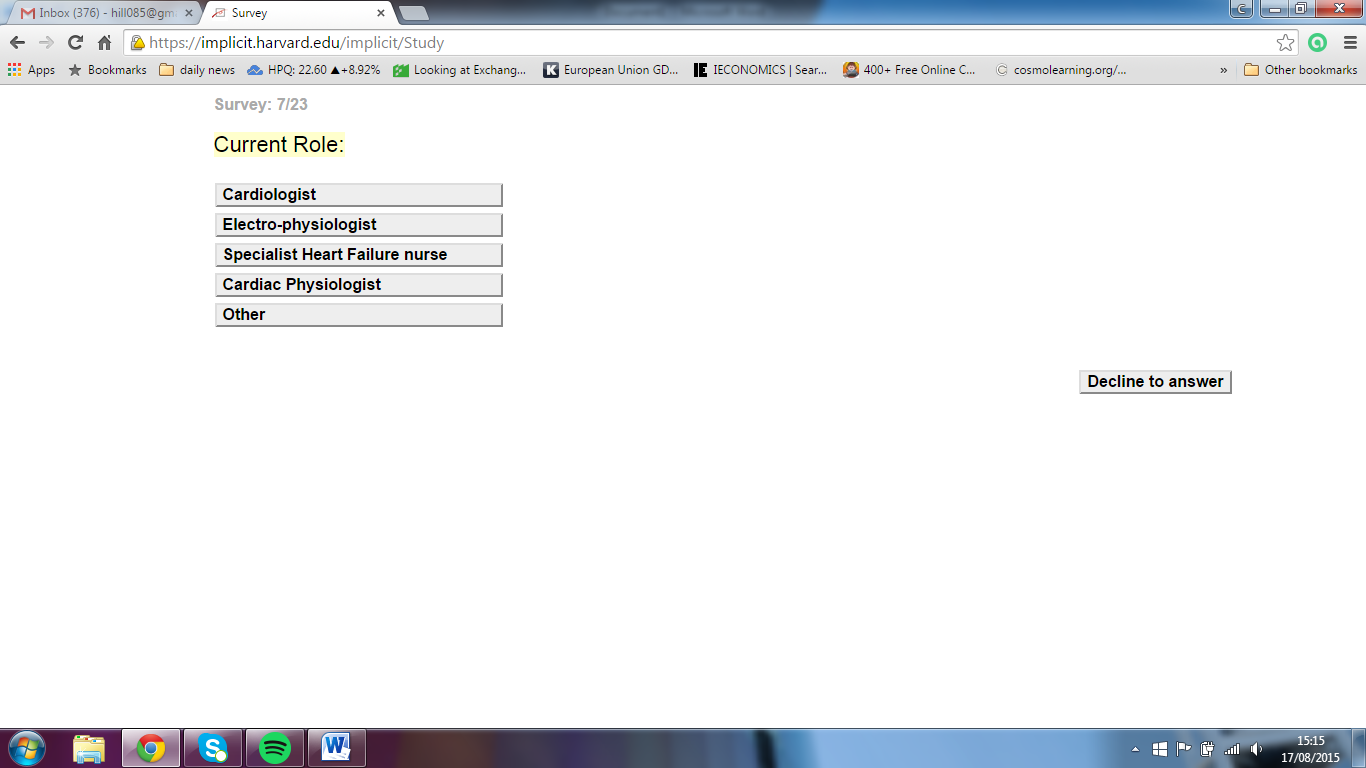 Inbox (376) - hill085@gm
Survey
C
https://implicit.harvard.edu/implicit/Study
Apps
Bookmarks
daily news
HPQ: 22.60 ▲+8.92%
Looking at Exchang...
K
European Union GD...
IE
IECONOMICS | Sear...
400+ Free Online C...
C
cosmolearning.org/...
»
Other bookmarks
Survey: 7/23
Current Role:
Cardiologist
Electro-physiologist
Specialist Heart Failure nurse
Cardiac Physiologist
Other
Decline to answer
15:15
17/08/2015